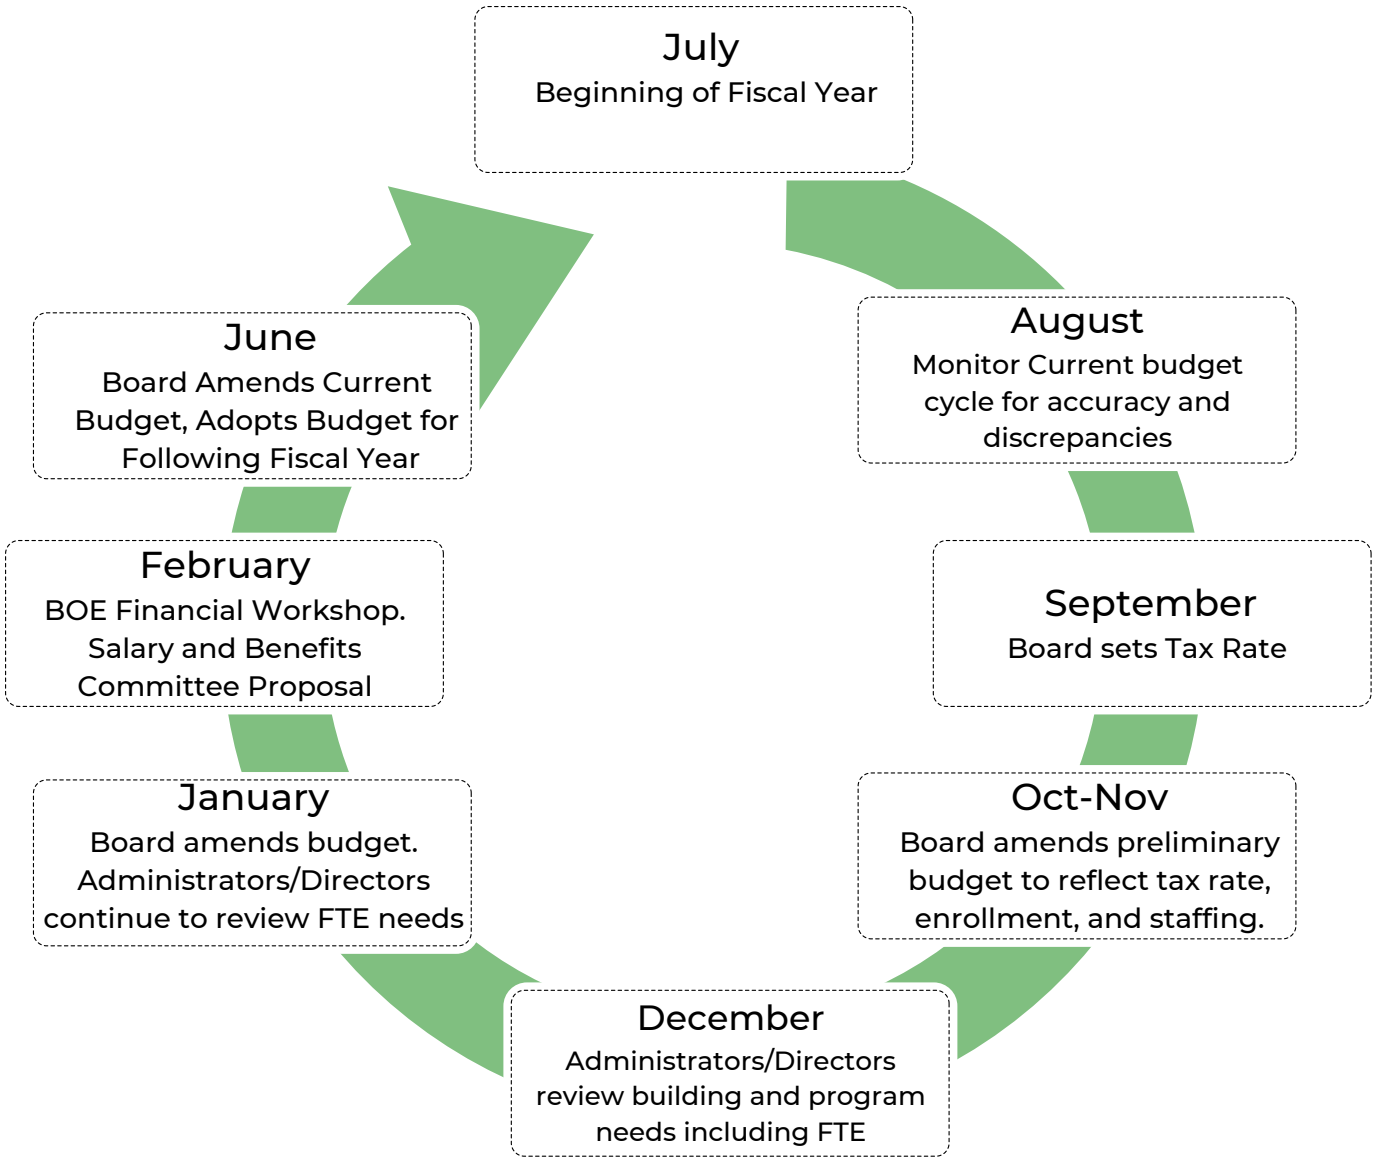 July
Beginning of Fiscal Year
August
Monitor Current budget
cycle for accuracy and
discrepancies
September
Board sets Tax Rate
Oct-Nov
Board amends preliminary
budget to reflect tax rate,
enrollment, and staffing.
December
Administrators/Directors
review building and program
needs including FTE
January
Board amends budget.
Administrators/Directors
continue to review FTE needs
February
BOE Financial Workshop.
Salary and Benefits
Committee Proposal
June
Board Amends Current
Budget, Adopts Budget for
Following Fiscal Year